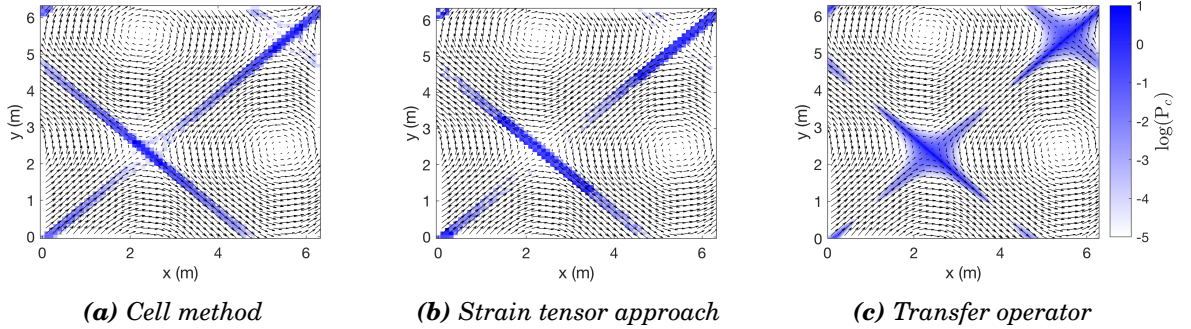 6
5
4
3
2
1
0
y (m)
0 2 4 6
x (m)
(a) Cell method
6
5
4
3
2
1
0
y (m)
0 2 4 6
x (m)
(b) Strain tensor approach
6
5
4
3
2
1
0
y (m)
0 2 4 6
x (m)
(c) Transfer operator
1
0
-1
-2
-3
-4
-5
log(P_c)